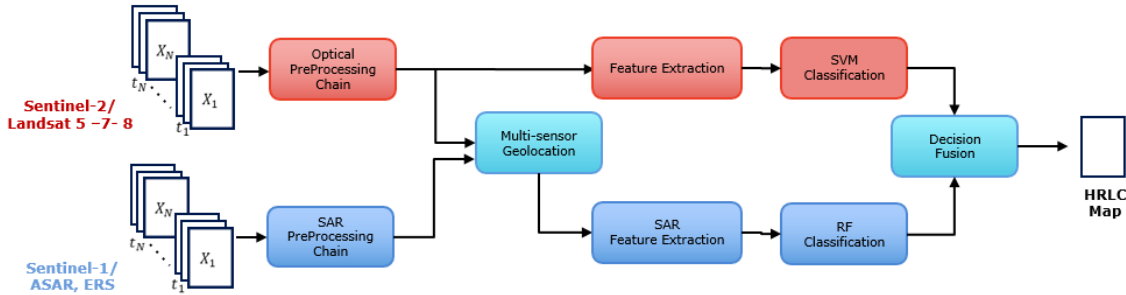 X_N
t_N
X_1
t_1
Sentinel-2/
Landsat 5 –7- 8
Optical
PreProcessing
Chain
Feature Extraction
SVM
Classification
Multi-sensor
Geolocation
Decision
Fusion
HRLC
Map
X_N
t_N
X_1
t_1
Sentinel-1/
ASAR, ERS
SAR
PreProcessing
Chain
SAR
Feature Extraction
RF
Classification